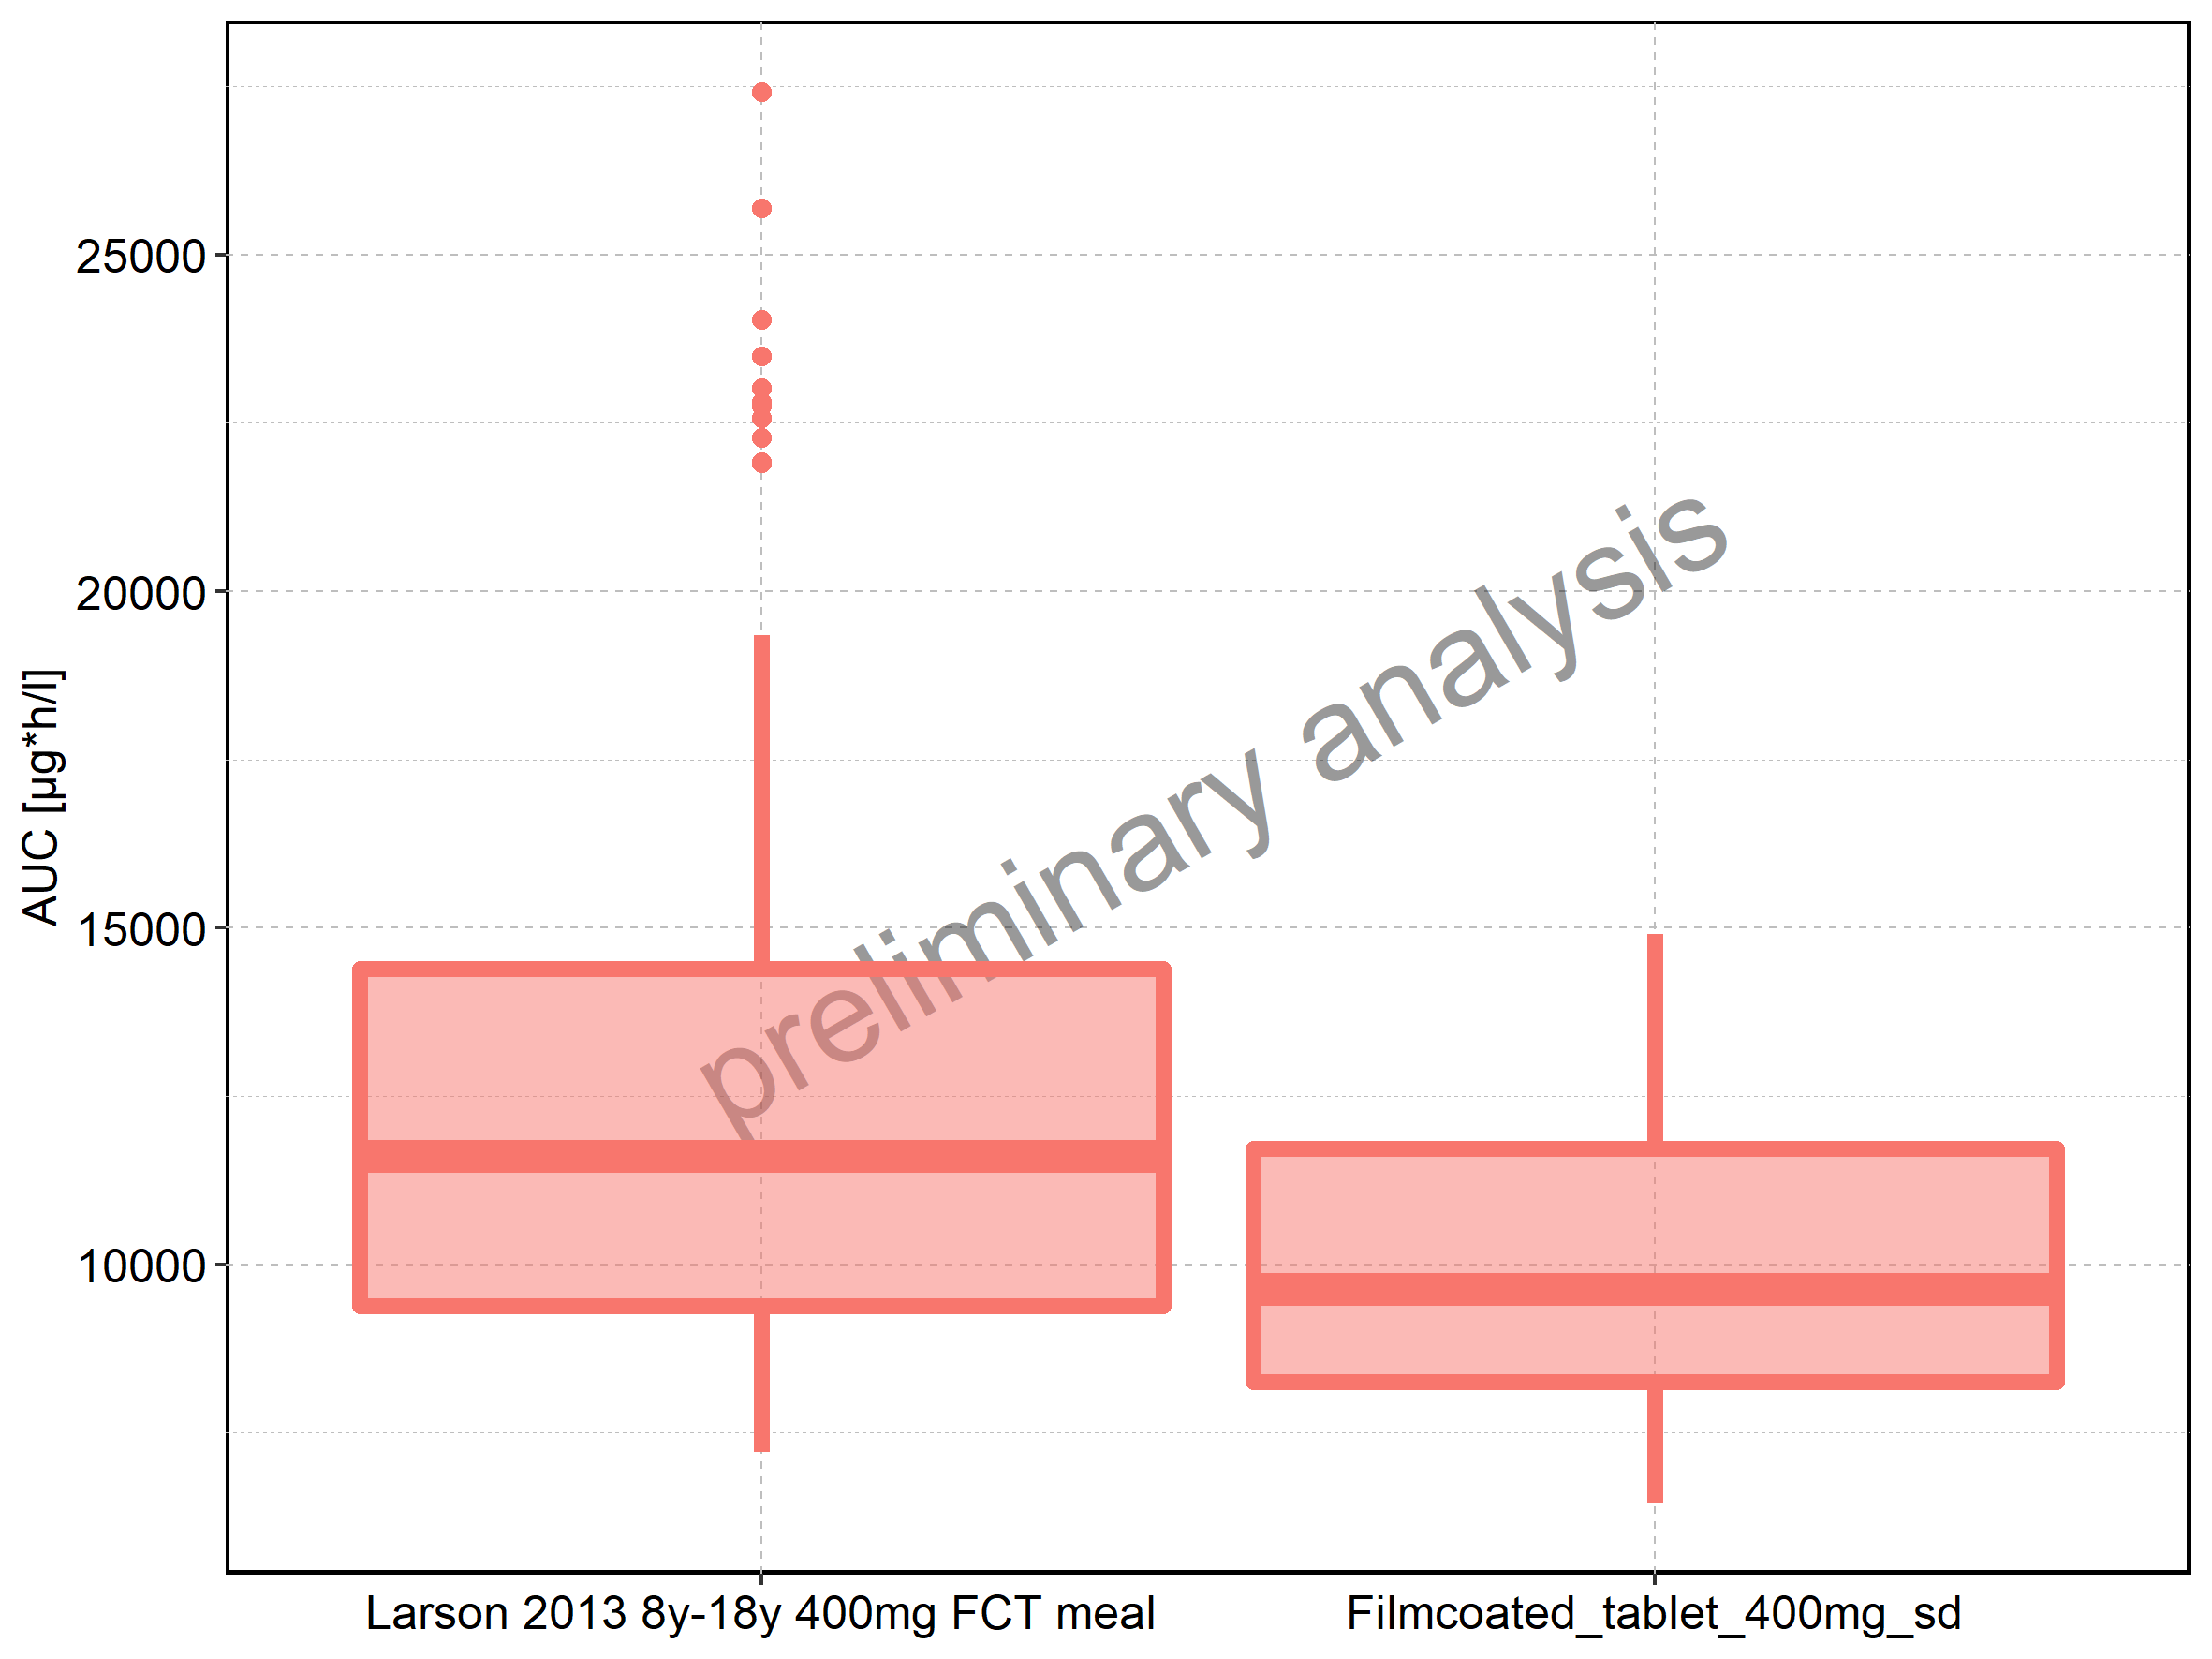 AUC [µg*h/l]
25000
20000
15000
10000
preliminary analysis
Larson 2013 8y-18y 400mg FCT meal
Filmcoated_tablet_400mg_sd